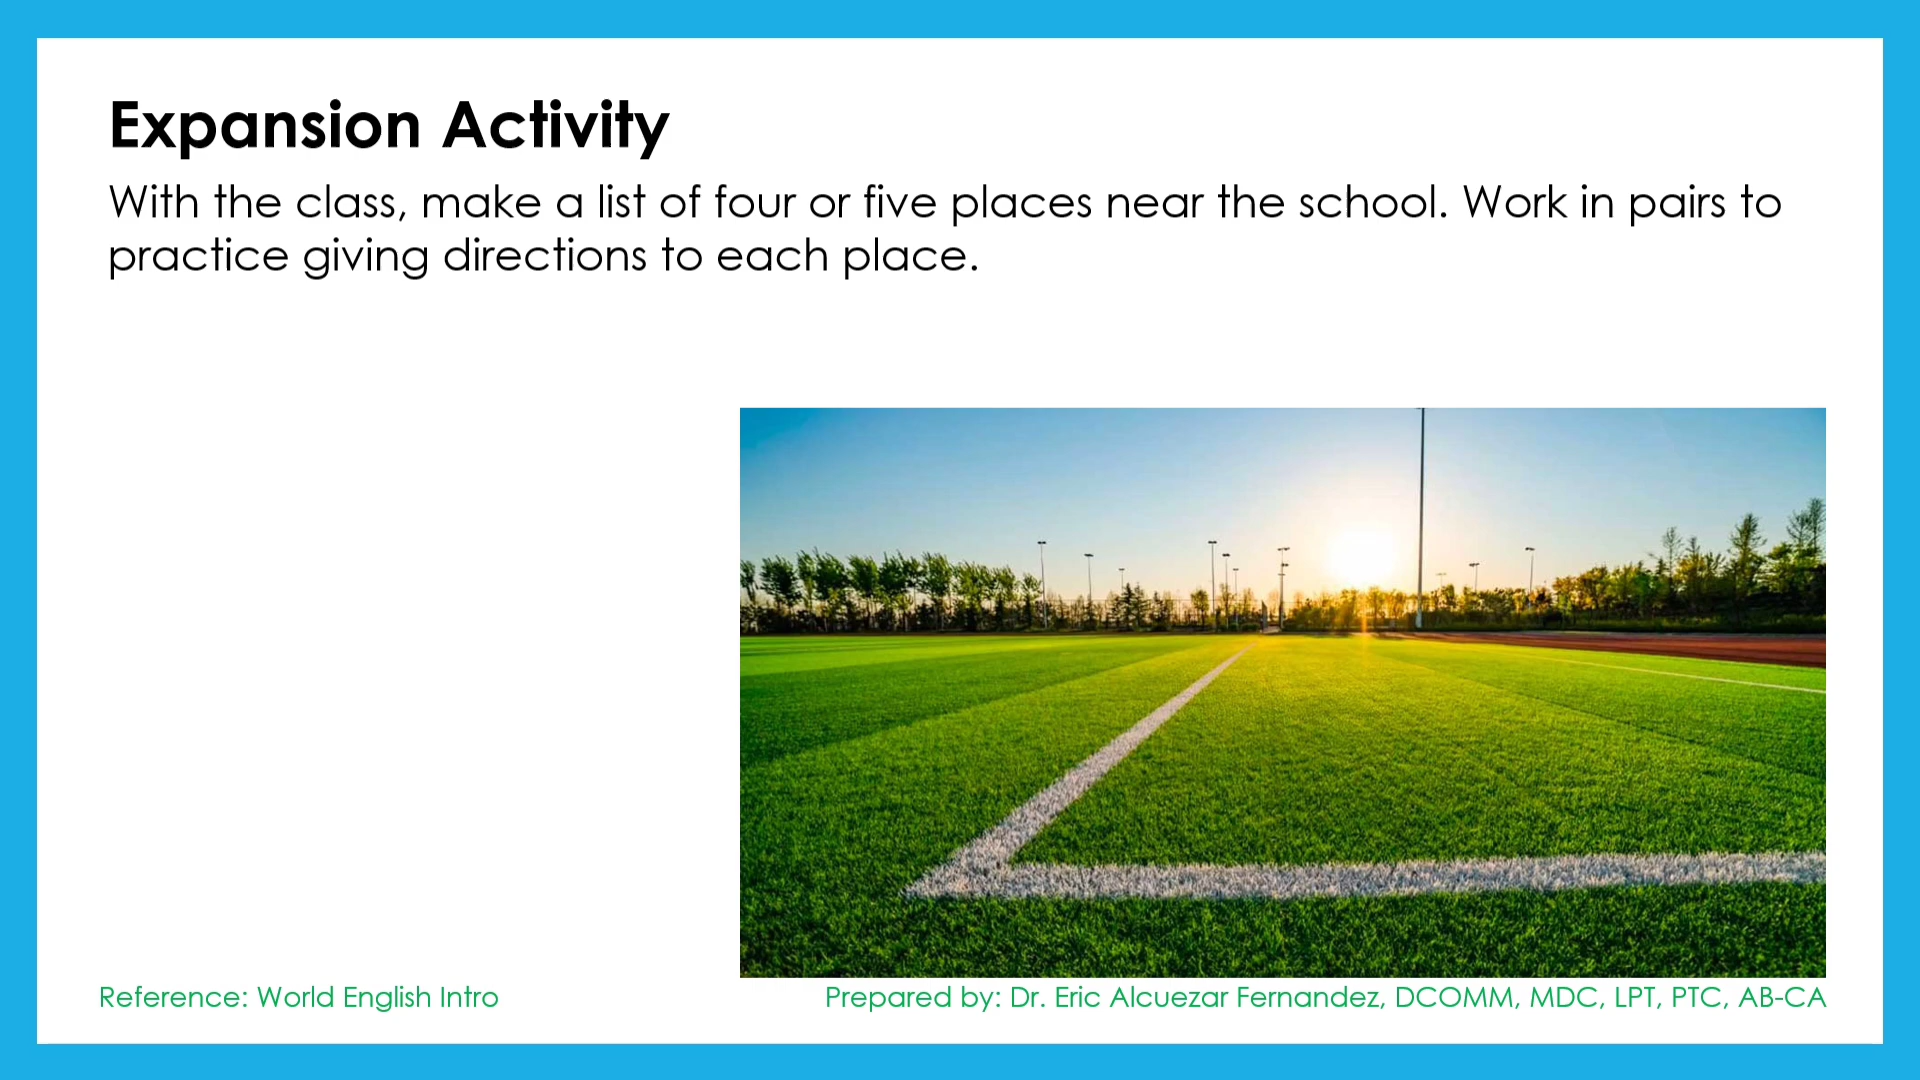 Expansion Activity
With the class, make a list of four or five places near the school. Work in pairs to
practice giving directions to each place.
Reference: World English Intro
Prepared by: Dr. Eric Alcuezar Fernandez, DCOMM, MDC, LPT, PTC, AB-CA